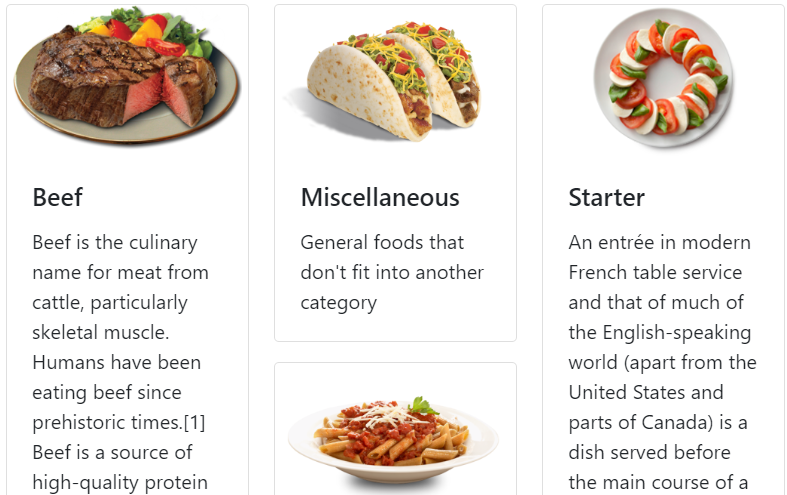 Beef
Beef is the culinary
name for meat from
cattle, particularly
skeletal muscle.
Humans have been
eating beef since
prehistoric times.[1]
Beef is a source of
high-quality protein
Miscellaneous
General foods that
don't fit into another
category
Starter
An entrée in modern
French table service
and that of much of
the English-speaking
world (apart from the
United States and
parts of Canada) is a
dish served before
the main course of a